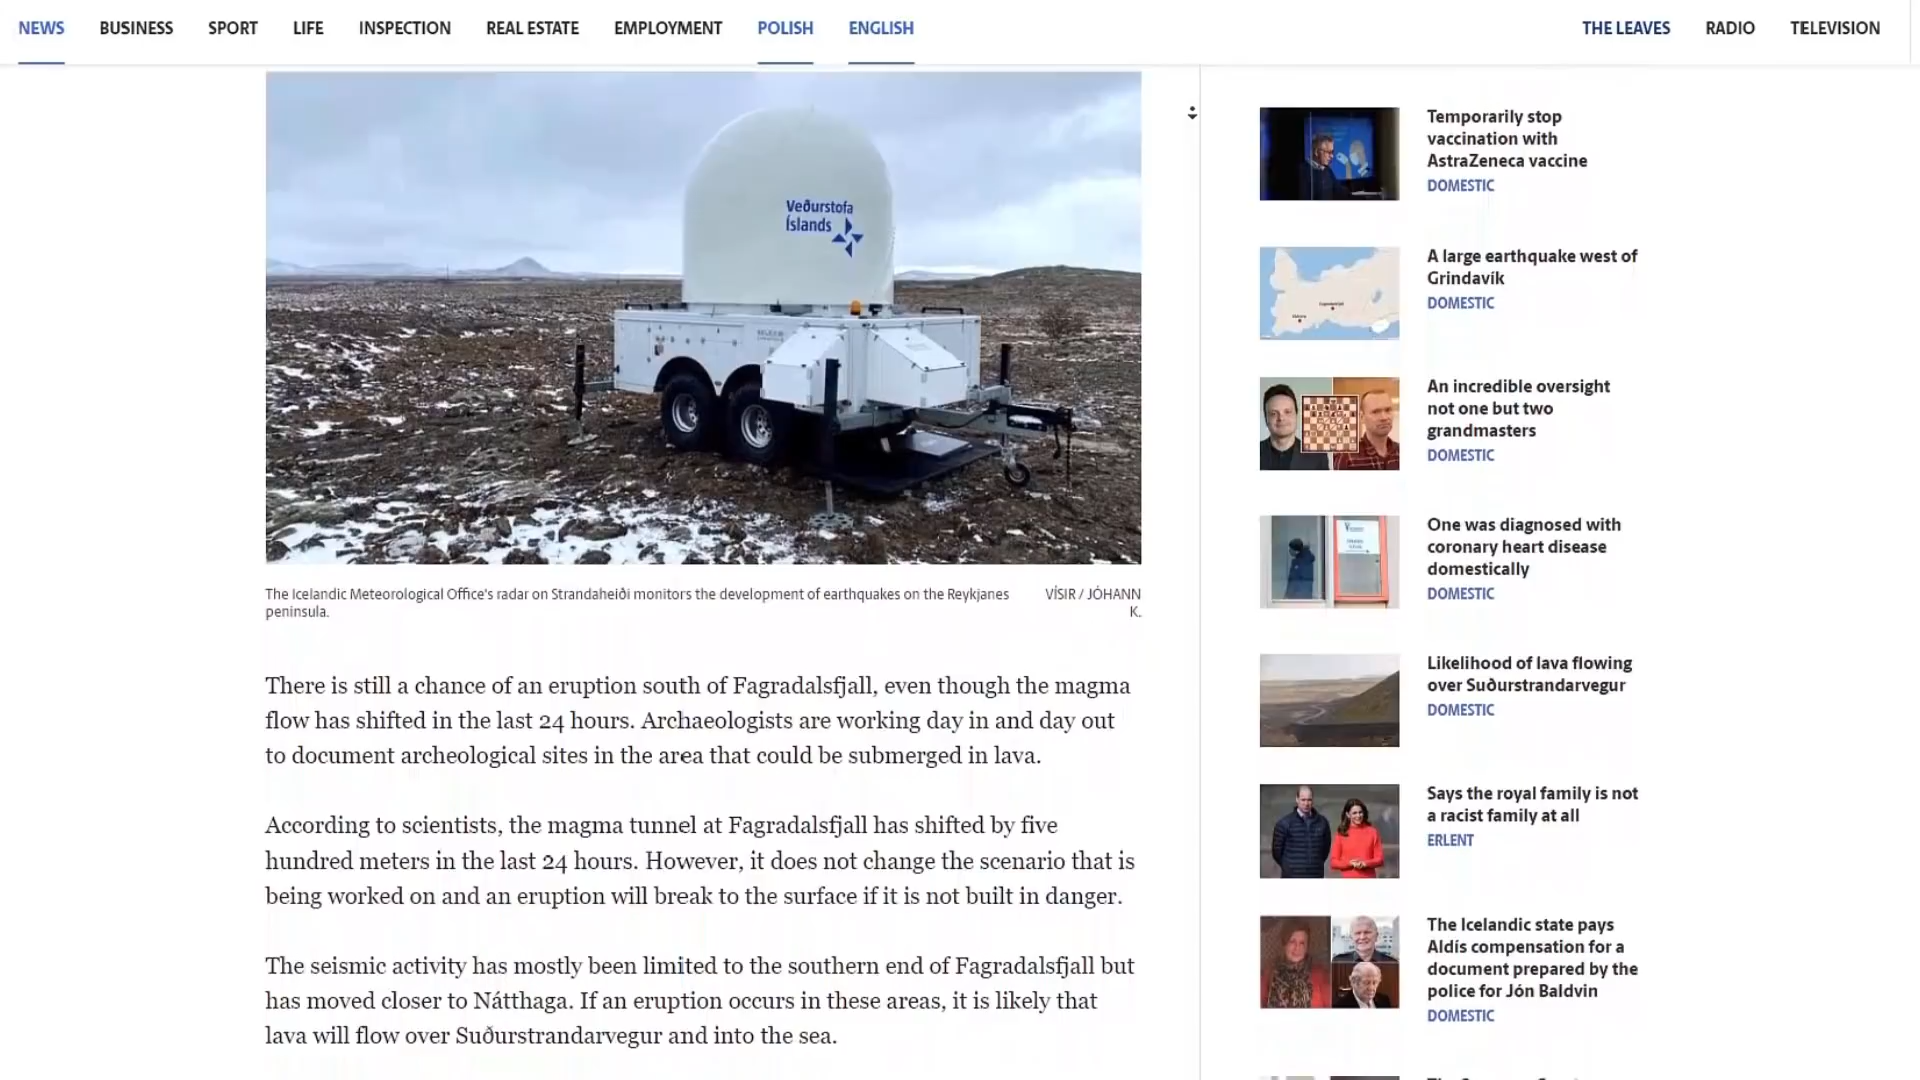 NEWS BUSINESS SPORT LIFE INSPECTION REAL ESTATE EMPLOYMENT POLISH ENGLISH THE LEAVES RADIO TELEVISION
Veðurstofa
Íslands
The Icelandic Meteorological Office's radar on Strandaheiði monitors the development of earthquakes on the Reykjanes
peninsula.
VÍSIR / JÓHANN
K.
There is still a chance of an eruption south of Fagradalsfjall, even though the magma
flow has shifted in the last 24 hours. Archaeologists are working day in and day out
to document archeological sites in the area that could be submerged in lava.
According to scientists, the magma tunnel at Fagradalsfjall has shifted by five
hundred meters in the last 24 hours. However, it does not change the scenario that is
being worked on and an eruption will break to the surface if it is not built in danger.
The seismic activity has mostly been limited to the southern end of Fagradalsfjall but
has moved closer to Nátthaga. If an eruption occurs in these areas, it is likely that
lava will flow over Suðurstrandarvegur and into the sea.
Temporarily stop
vaccination with
AstraZeneca vaccine
DOMESTIC
A large earthquake west of
Grindavík
DOMESTIC
An incredible oversight
not one but two
grandmasters
DOMESTIC
One was diagnosed with
coronary heart disease
domestically
DOMESTIC
Likelihood of lava flowing
over Suðurstrandarvegur
DOMESTIC
Says the royal family is not
a racist family at all
ERLENT
The Icelandic state pays
Aldís compensation for a
document prepared by the
police for Jón Baldvin
DOMESTIC